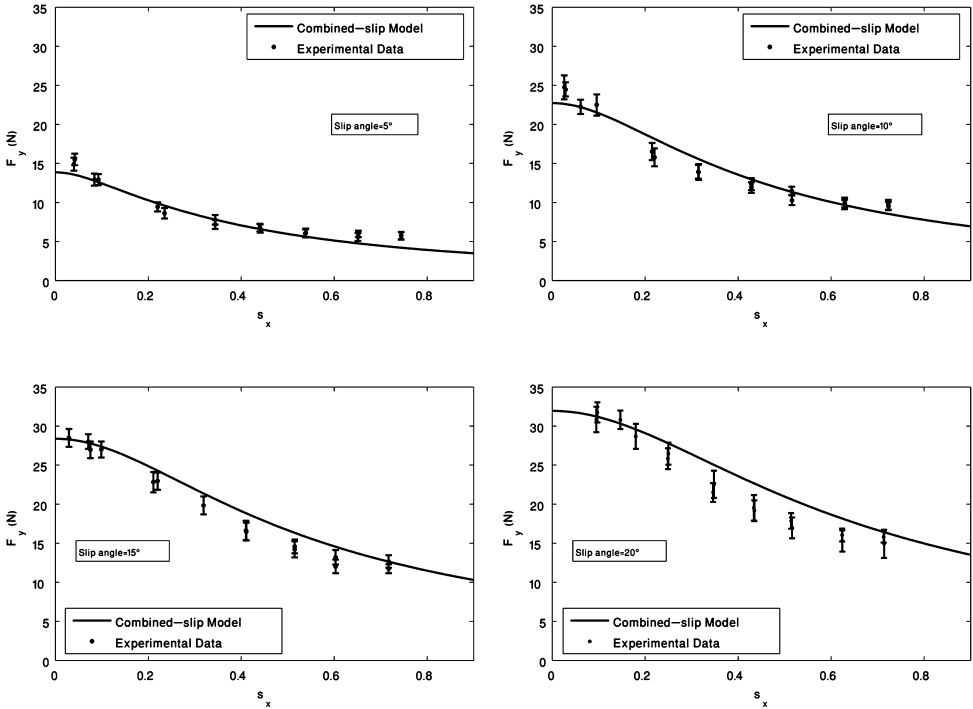 35
30
25
20
15
10
5
0
F y (N)
Combined−slip Model
Experimental Data
Slip angle=5°
0 0.2 0.4 0.6 0.8
s x
35
30
25
20
15
10
5
0
F y (N)
Combined−slip Model
Experimental Data
Slip angle=10°
0 0.2 0.4 0.6 0.8
s x
35
30
25
20
15
10
5
0
F y (N)
Slip angle=15°
Combined−slip Model
Experimental Data
0 0.2 0.4 0.6 0.8
s x
35
30
25
20
15
10
5
0
F y (N)
Slip angle=20°
Combined−slip Model
Experimental Data
0 0.2 0.4 0.6 0.8
s x